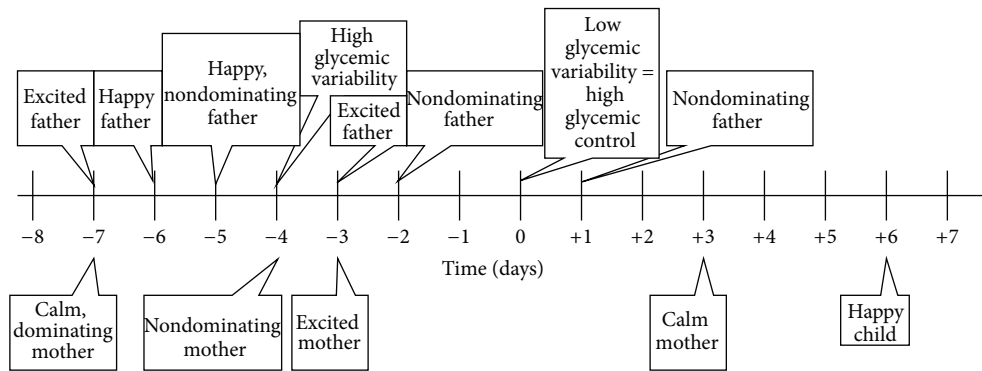 Excited
father
Happy
father
Happy,
nondominating
father
High
glycemic
variability
Excited
father
Nondominating
father
Low
glycemic
variability =
high
glycemic
control
Nondominating
father
−8 −7 −6 −5 −4 −3 −2 −1 0 +1 +2 +3 +4 +5 +6 +7
Time (days)
Calm,
dominating
mother
Nondominating
mother
Excited
mother
Calm
mother
Happy
child